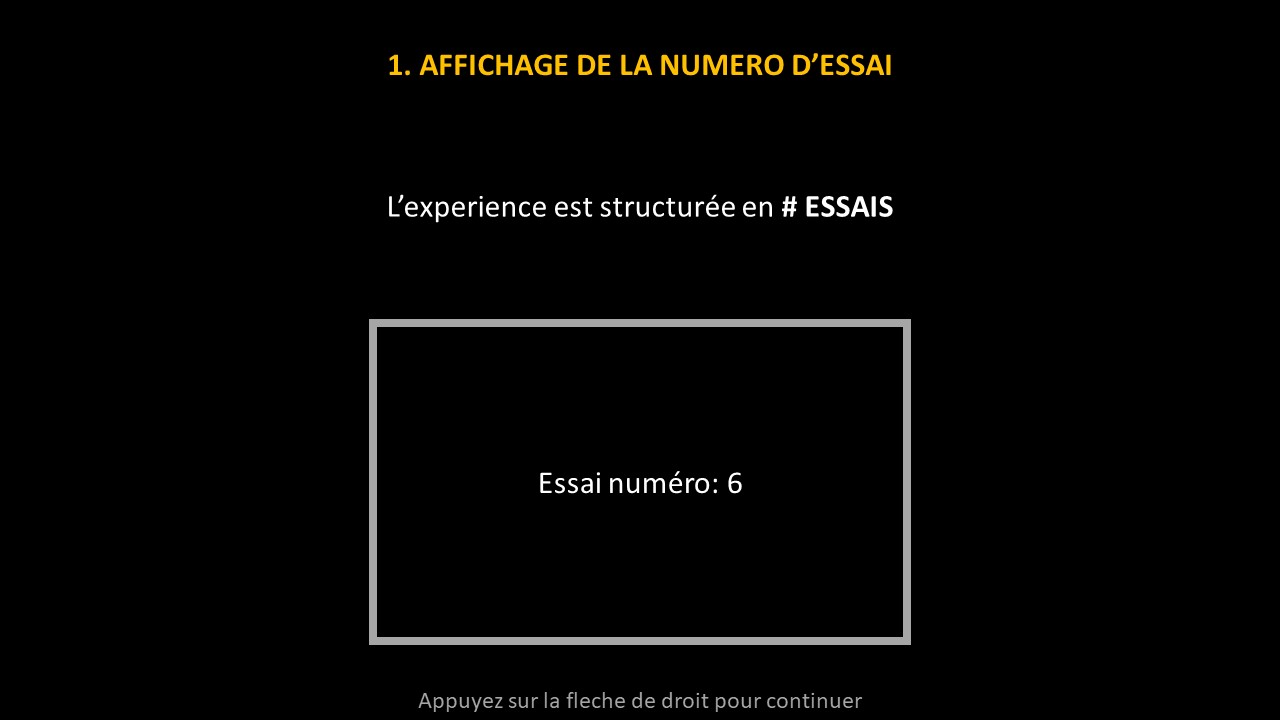 1. AFFICHAGE DE LA NUMERO D’ESSAI
L’experience est structurée en # ESSAIS
Essai numéro: 6
Appuyez sur la fleche de droit pour continuer